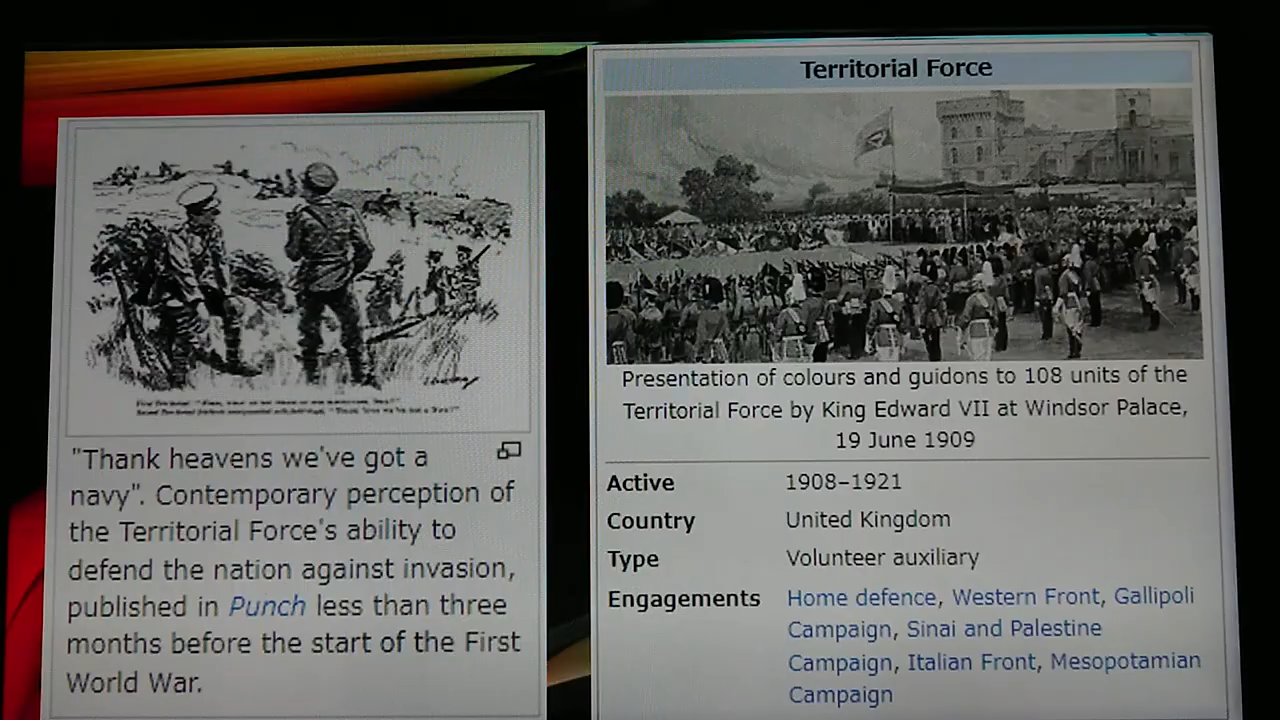 "Thank heavens we've got a
navy". Contemporary perception of
the Territorial Force's ability to
defend the nation against invasion,
published in Punch less than three
months before the start of the First
World War.
Territorial Force
Presentation of colours and guidons to 108 units of the
Territorial Force by King Edward VII at Windsor Palace,
19 June 1909
Active 1908–1921
Country United Kingdom
Type Volunteer auxiliary
Engagements Home defence, Western Front, Gallipoli
Campaign, Sinai and Palestine
Campaign, Italian Front, Mesopotamian
Campaign